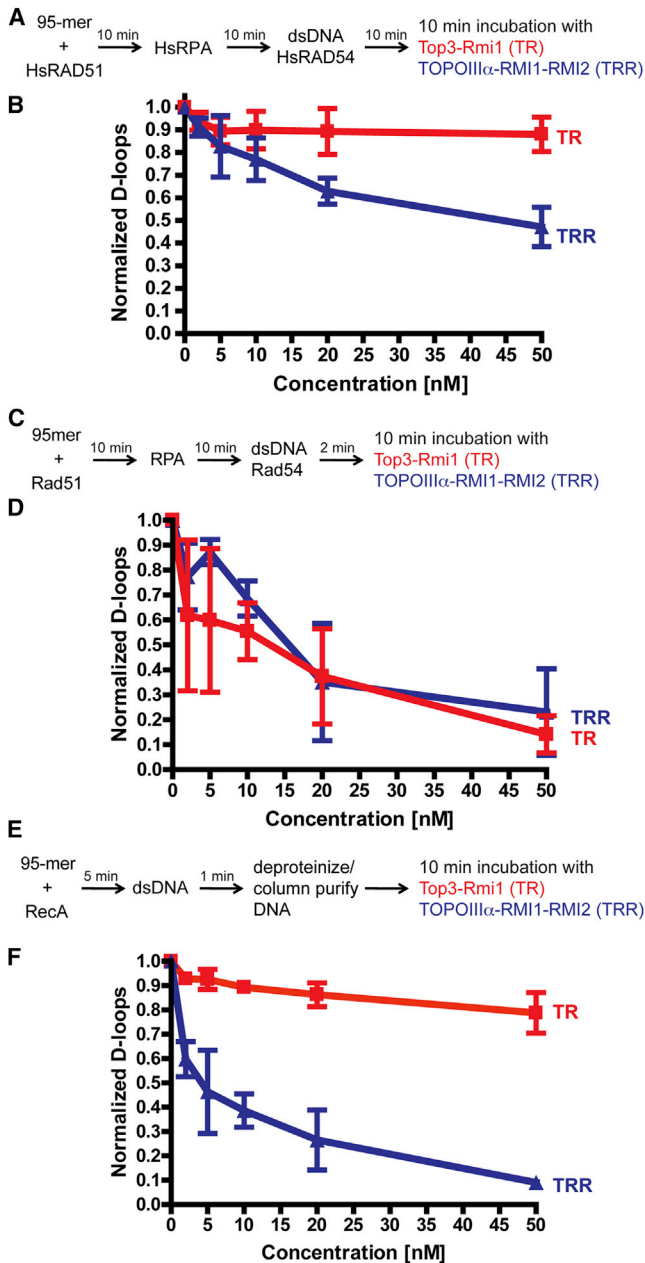 A
95-mer
+
HsRAD51
10 min
HsRPA
10 min
dsDNA
HsRAD54
10 min
10 min incubation with
Top3-Rmi1 (TR)
TOPOIIIα-RMI1-RMI2 (TRR)
B
Normalized D-loops
1.0
0.9
0.8
0.7
0.6
0.5
0.4
0.3
0.2
0.1
0.0
TR
TRR
0 5 10 15 20 25 30 35 40 45 50
Concentration [nM]
C
95mer
+
Rad51
10 min
RPA
10 min
dsDNA
Rad54
2 min
10 min incubation with
Top3-Rmi1 (TR)
TOPOIIIα-RMI1-RMI2 (TRR)
D
Normalized D-loops
1.0
0.9
0.8
0.7
0.6
0.5
0.4
0.3
0.2
0.1
0.0
TRR
TR
0 5 10 15 20 25 30 35 40 45 50
Concentration [nM]
E
95-mer
+
RecA
5 min
dsDNA
1 min
deproteinize/
column purify
DNA
10 min incubation with
Top3-Rmi1 (TR)
TOPOIIIα-RMI1-RMI2 (TRR)
F
Normalized D-loops
1.0
0.9
0.8
0.7
0.6
0.5
0.4
0.3
0.2
0.1
0.0
TR
TRR
0 5 10 15 20 25 30 35 40 45 50
Concentration [nM]